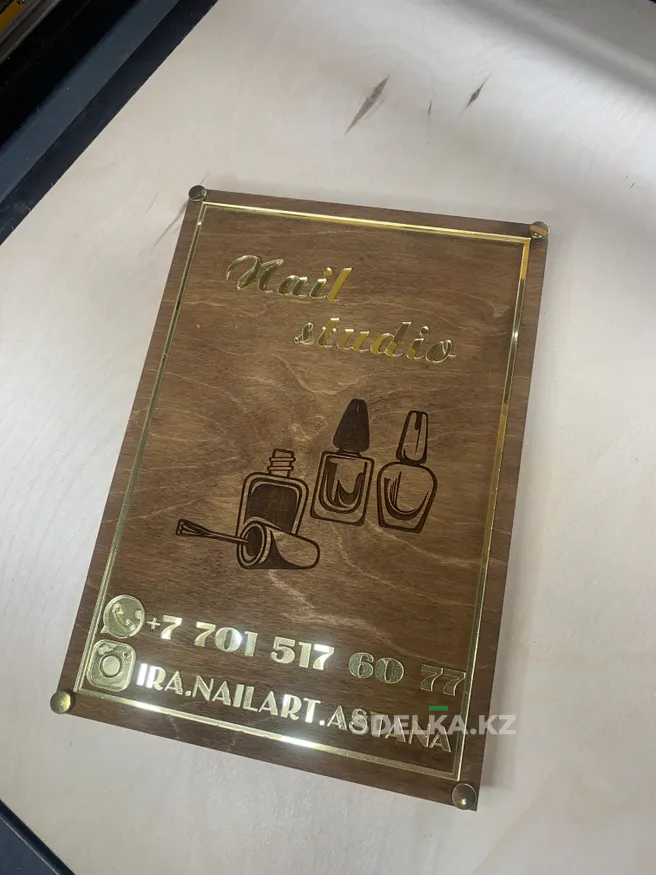 Nail
studio
+7 701 517 60 77
IRA.NAILART.ASTANA
SDELKA.KZ